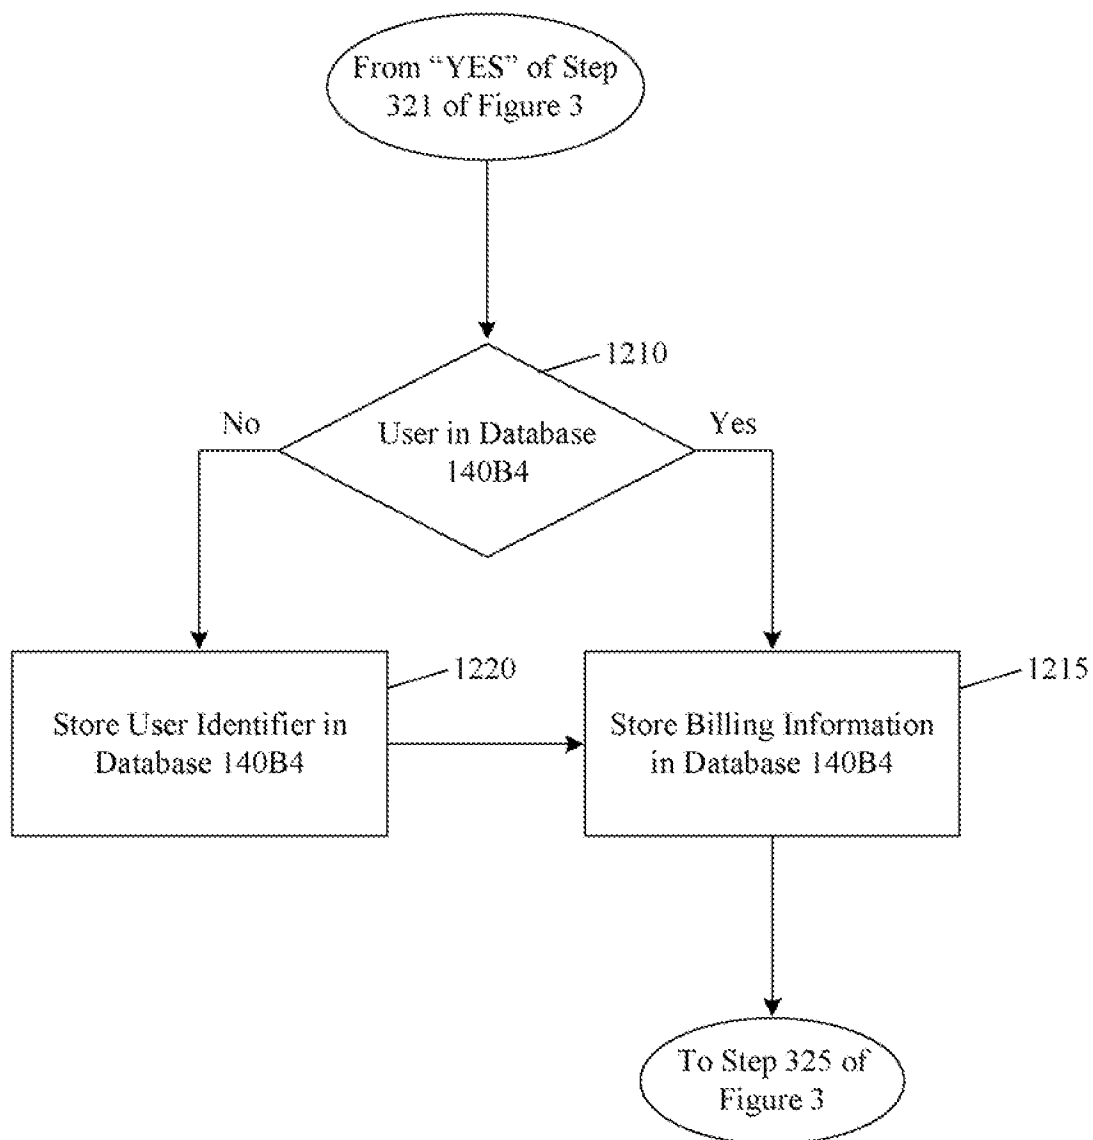 From “YES” of Step
321 of Figure 3
1210
No
Yes
User in Database
140B4
1220
1215
Store User Identifier in
Database 140B4
Store Billing Information
in Database 140B4
To Step 325 of
Figure 3